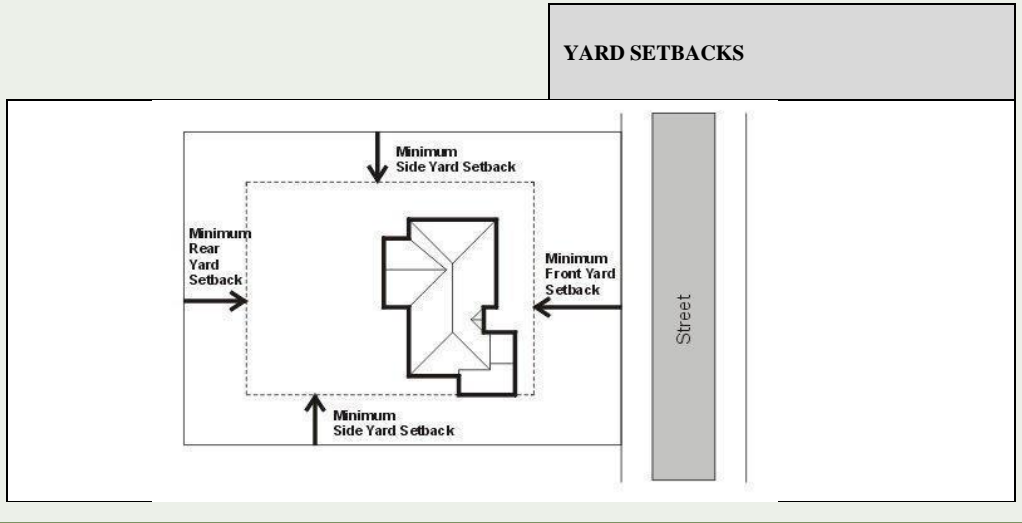 YARD SETBACKS
Minimum
Side Yard Setback
Minimum
Rear
Yard
Setback
Minimum
Front Yard
Setback
Street
Minimum
Side Yard Setback